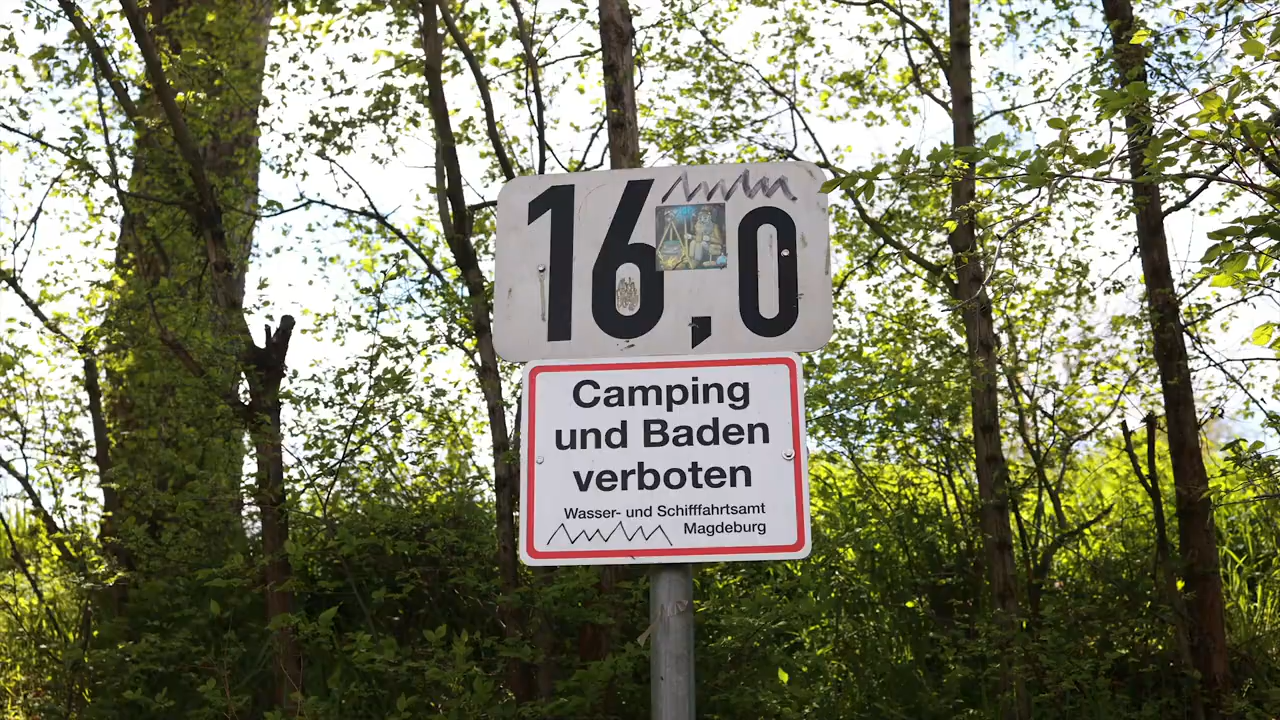 16,0
Camping
und Baden
verboten
Wasser- und Schifffahrtsamt
Magdeburg